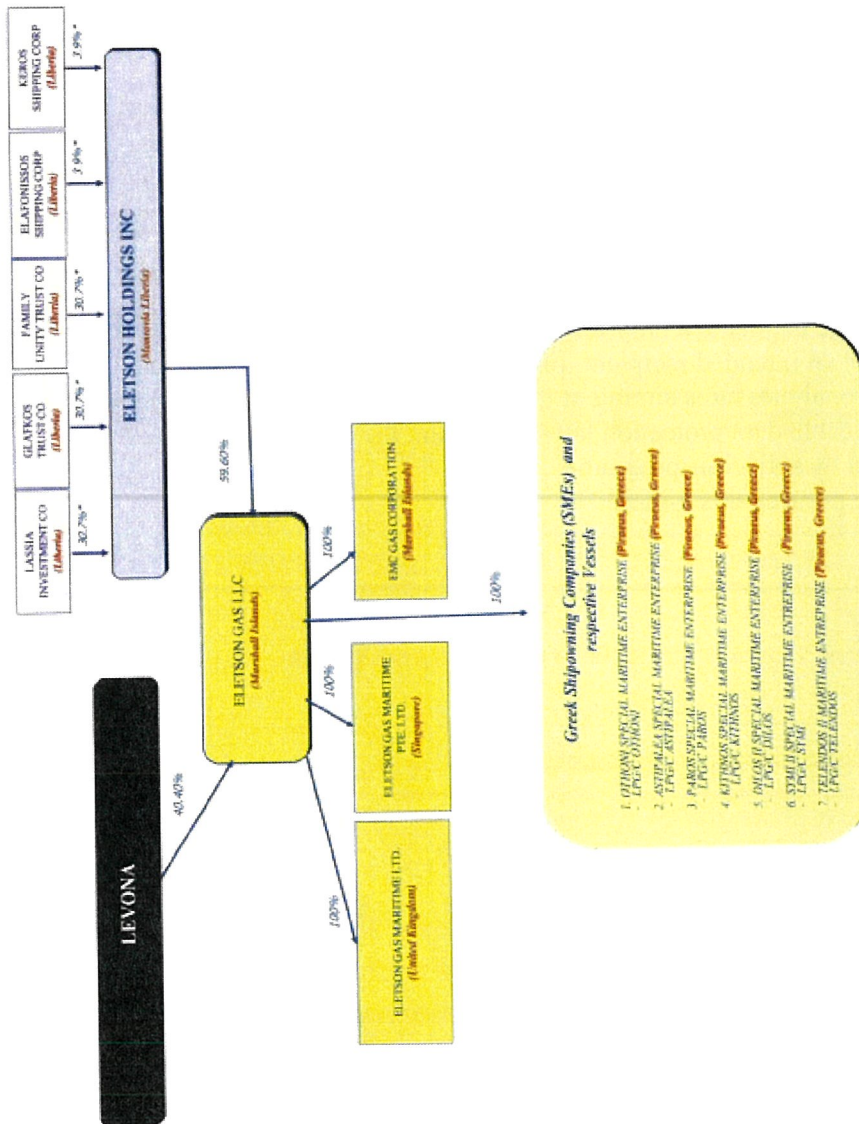 LASSIA
INVESTMENT CO
(Liberia)
30.7%*
GLAFKOS
TRUST CO
(Liberia)
30.7%*
FAMILY
UNITY TRUST CO
(Liberia)
30.7%*
ELAFONISSOS
SHIPPING CORP
(Liberia)
3.9%*
KEROS
SHIPPING CORP
(Liberia)
3.9%*
LEVONA
ELETSON HOLDINGS INC
(Monrovia Liberia)
40.40%
59.60%
ELETSON GAS LLC
(Marshall Islands)
100%
100%
100%
ELETSON GAS MARITIME LTD.
(United Kingdom)
ELETSON GAS MARITIME
PTE. LTD.
(Singapore)
EMC GAS CORPORATION
(Marshall Islands)
100%
Greek Shipowning Companies (SMEs) and
respective Vessels
1. OTHONI SPECIAL MARITIME ENTERPRISE (Piraeus, Greece)
- LPG/C OTHONI
2. ASTIPALEA SPECIAL MARITIME ENTERPRISE (Piraeus, Greece)
- LPG/C ASTIPALEA
3. PAROS SPECIAL MARITIME ENTERPRISE (Piraeus, Greece)
- LPG/C PAROS
4. KITHNOS SPECIAL MARITIME ENTERPRISE (Piraeus, Greece)
- LPG/C KITHNOS
5. DILOS II SPECIAL MARITIME ENTERPRISE (Piraeus, Greece)
- LPG/C DILOS
6. SYMI II SPECIAL MARITIME ENTREPRISE (Piraeus, Greece)
- LPG/C SYMI
7. TELENDOS II MARITIME ENTREPRISE (Piraeus, Greece)
- LPG/C TELENDOS